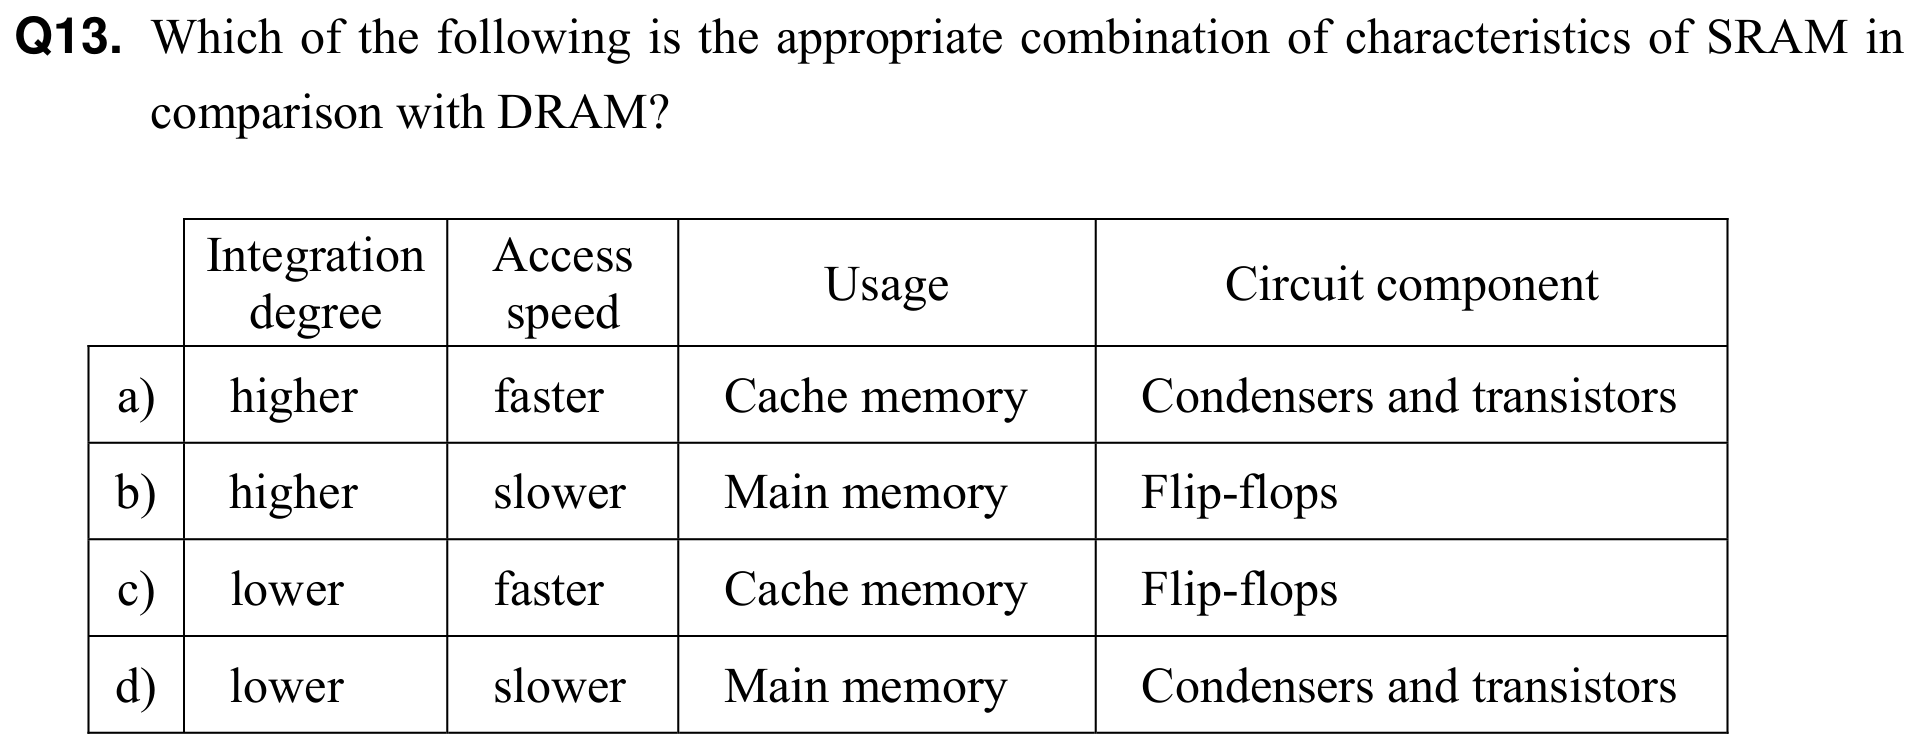 Q13. Which of the following is the appropriate combination of characteristics of SRAM in
comparison with DRAM?
Integration degree Access speed Usage Circuit component
a) higher faster Cache memory Condensers and transistors
b) higher slower Main memory Flip-flops
c) lower faster Cache memory Flip-flops
d) lower slower Main memory Condensers and transistors